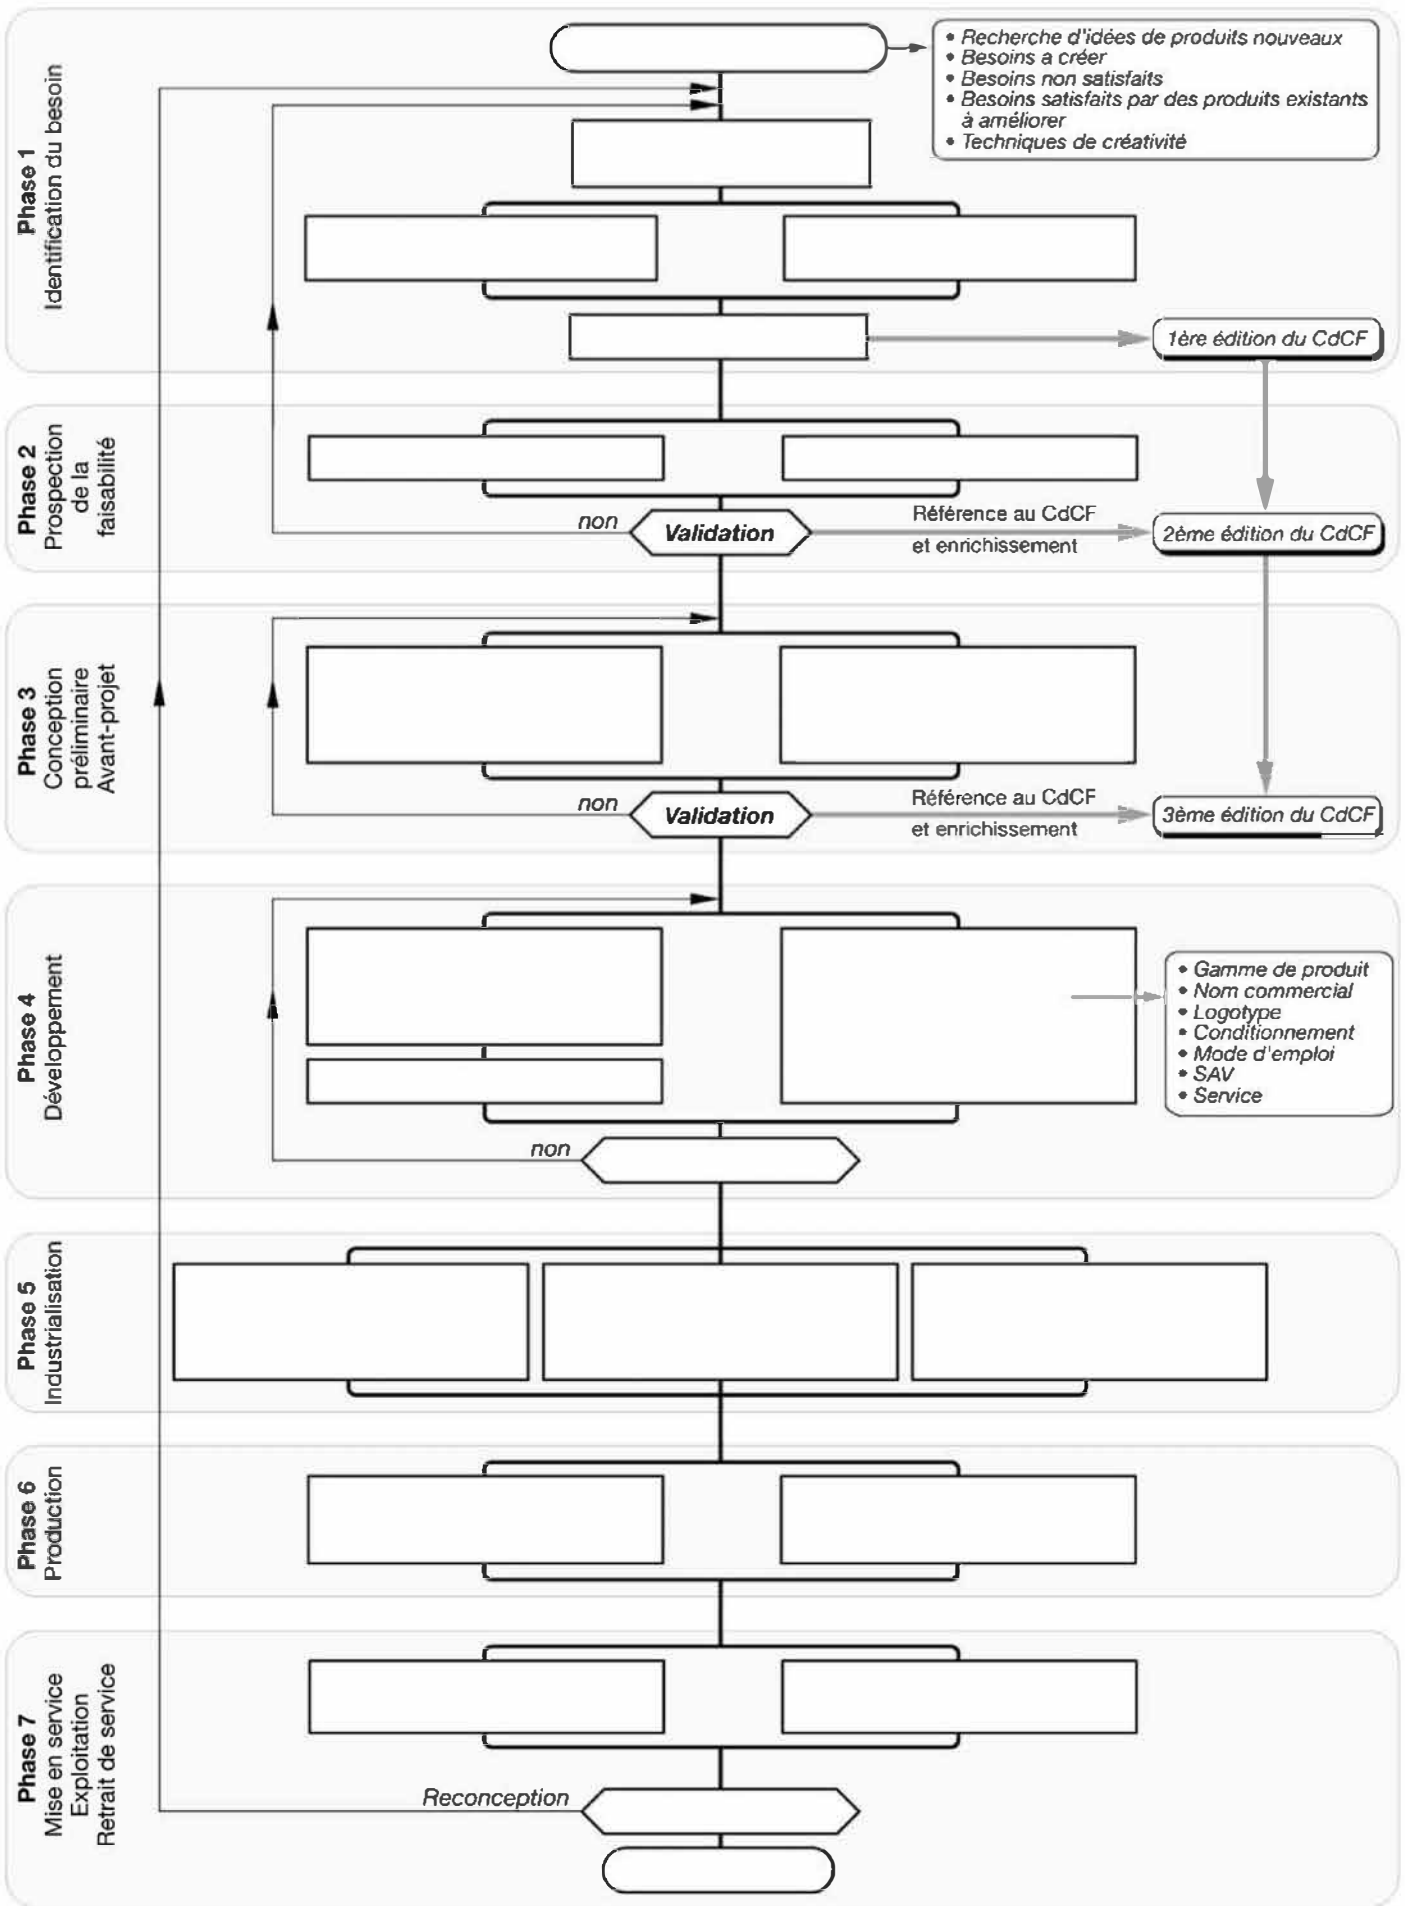 • Recherche d'idées de produits nouveaux
• Besoins a créer
• Besoins non satisfaits
• Besoins satisfaits par des produits existants
à améliorer
• Techniques de créativité
Phase 1
Identification du besoin
1ère édition du CdCF
Phase 2
Prospection
de la
faisabilité
non
Validation
Référence au CdCF
et enrichissement
2ème édition du CdCF
Phase 3
Conception
préliminaire
Avant-projet
non
Validation
Référence au CdCF
et enrichissement
3ème édition du CdCF
Phase 4
Développement
• Gamme de produit
• Nom commercial
• Logotype
• Conditionnement
• Mode d'emploi
• SAV
• Service
non
Phase 5
Industrialisation
Phase 6
Production
Phase 7
Mise en service
Exploitation
Retrait de service
Reconception